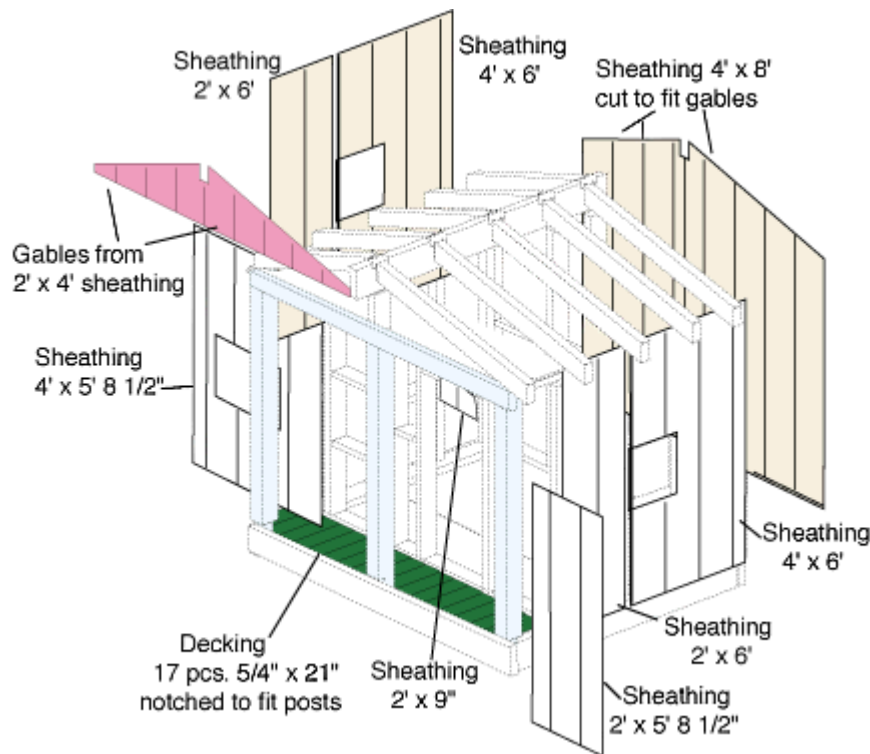 Sheathing
2' x 6'
Sheathing
4' x 6'
Sheathing 4' x 8'
cut to fit gables
Gables from
2' x 4' sheathing
Sheathing
4' x 5' 8 1/2"
Sheathing
4' x 6'
Sheathing
2' x 6'
Decking
17 pcs. 5/4" x 21"
notched to fit posts
Sheathing
2' x 9"
Sheathing
2' x 5' 8 1/2"